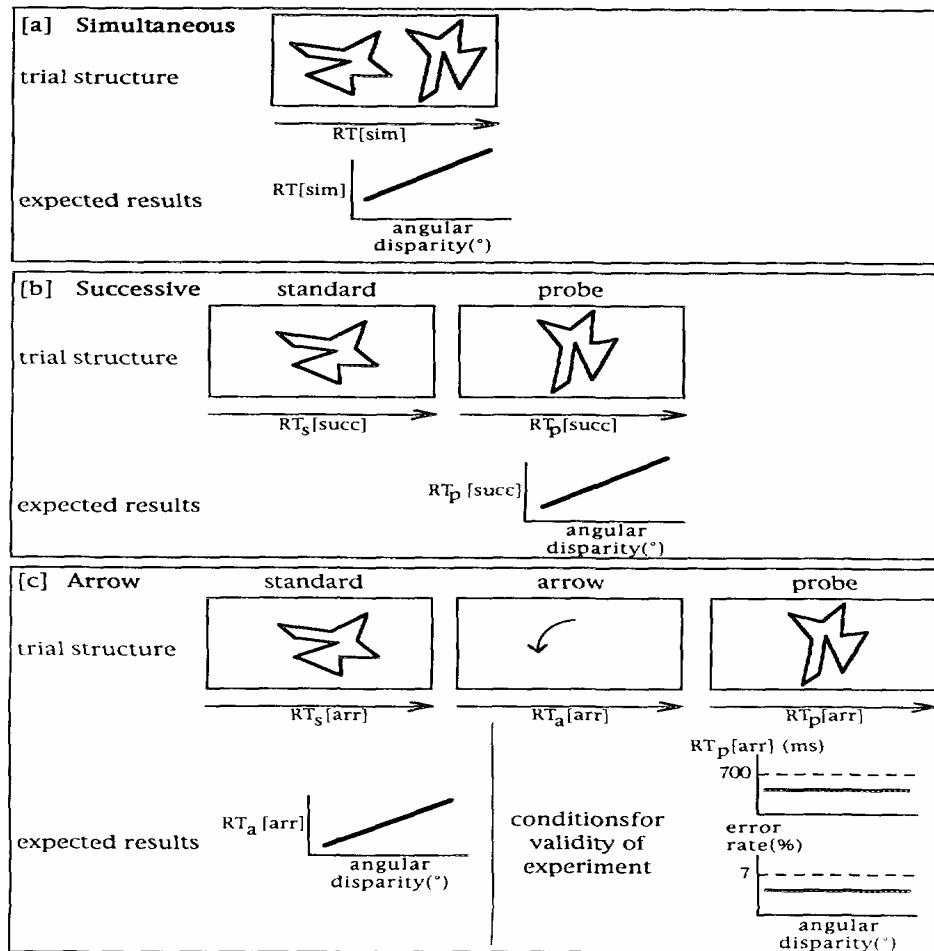 [a] Simultaneous
trial structure
RT[sim]
RT[sim]
expected results
angular
disparity(°)
[b] Successive standard probe
trial structure
RTs[succ] RTp[succ]
RTp [succ]
expected results
angular
disparity(°)
[c] Arrow standard arrow probe
trial structure
RTs[arr] RTa[arr] RTp[arr]
RTp[arr] (ms)
700
RTa [arr]
expected results
conditionsfor
validity of
experiment
error
rate(%)
7
angular
disparity(°)
angular
disparity(°)